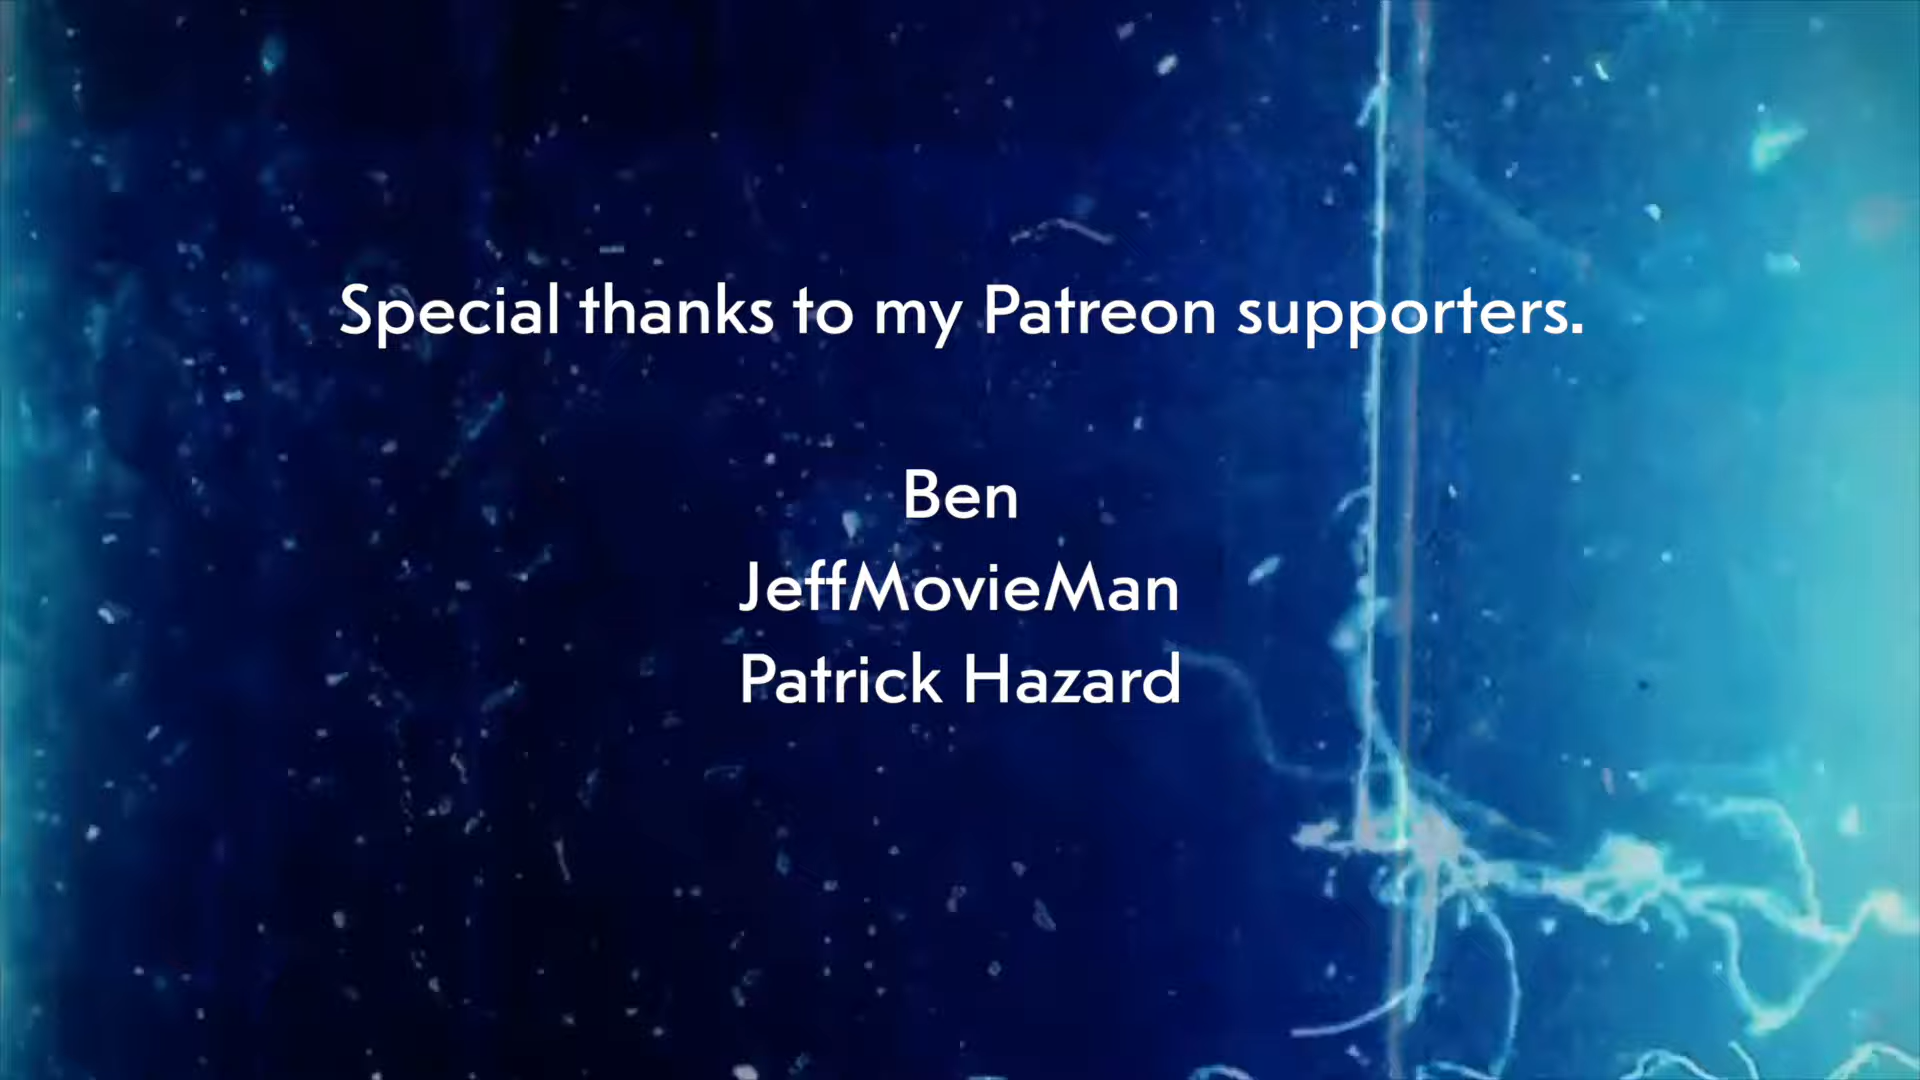 Special thanks to my Patreon supporters.
Ben
JeffMovieMan
Patrick Hazard